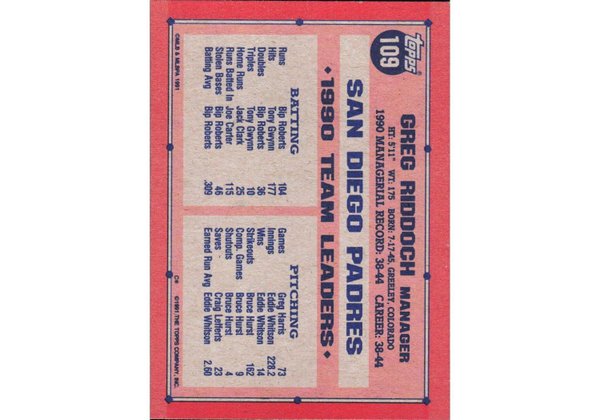 Topps
109
GREG RIDDOCH MANAGER
HT: 5'11" WT: 175 BORN: 7-17-45, GREELEY, COLORADO
1990 MANAGERIAL RECORD: 38-44 CAREER: 38-44
SAN DIEGO PADRES
• 1990 TEAM LEADERS •
BATTING
Runs Bip Roberts 104
Hits Tony Gwynn 177
Doubles Bip Roberts 36
Triples Tony Gwynn 10
Home Runs Jack Clark 25
Runs Batted In Joe Carter 115
Stolen Bases Bip Roberts 46
Batting Avg Bip Roberts .309
PITCHING
Games Greg Harris 73
Innings Eddie Whitson 228.2
Wins Eddie Whitson 14
Strikeouts Bruce Hurst 162
Comp. Games Bruce Hurst 9
Shutouts Bruce Hurst 4
Saves Craig Lefferts 23
Earned Run Avg Eddie Whitson 2.60
©MLB & MLBPA 1991
C# ©1991 THE TOPPS COMPANY, INC.